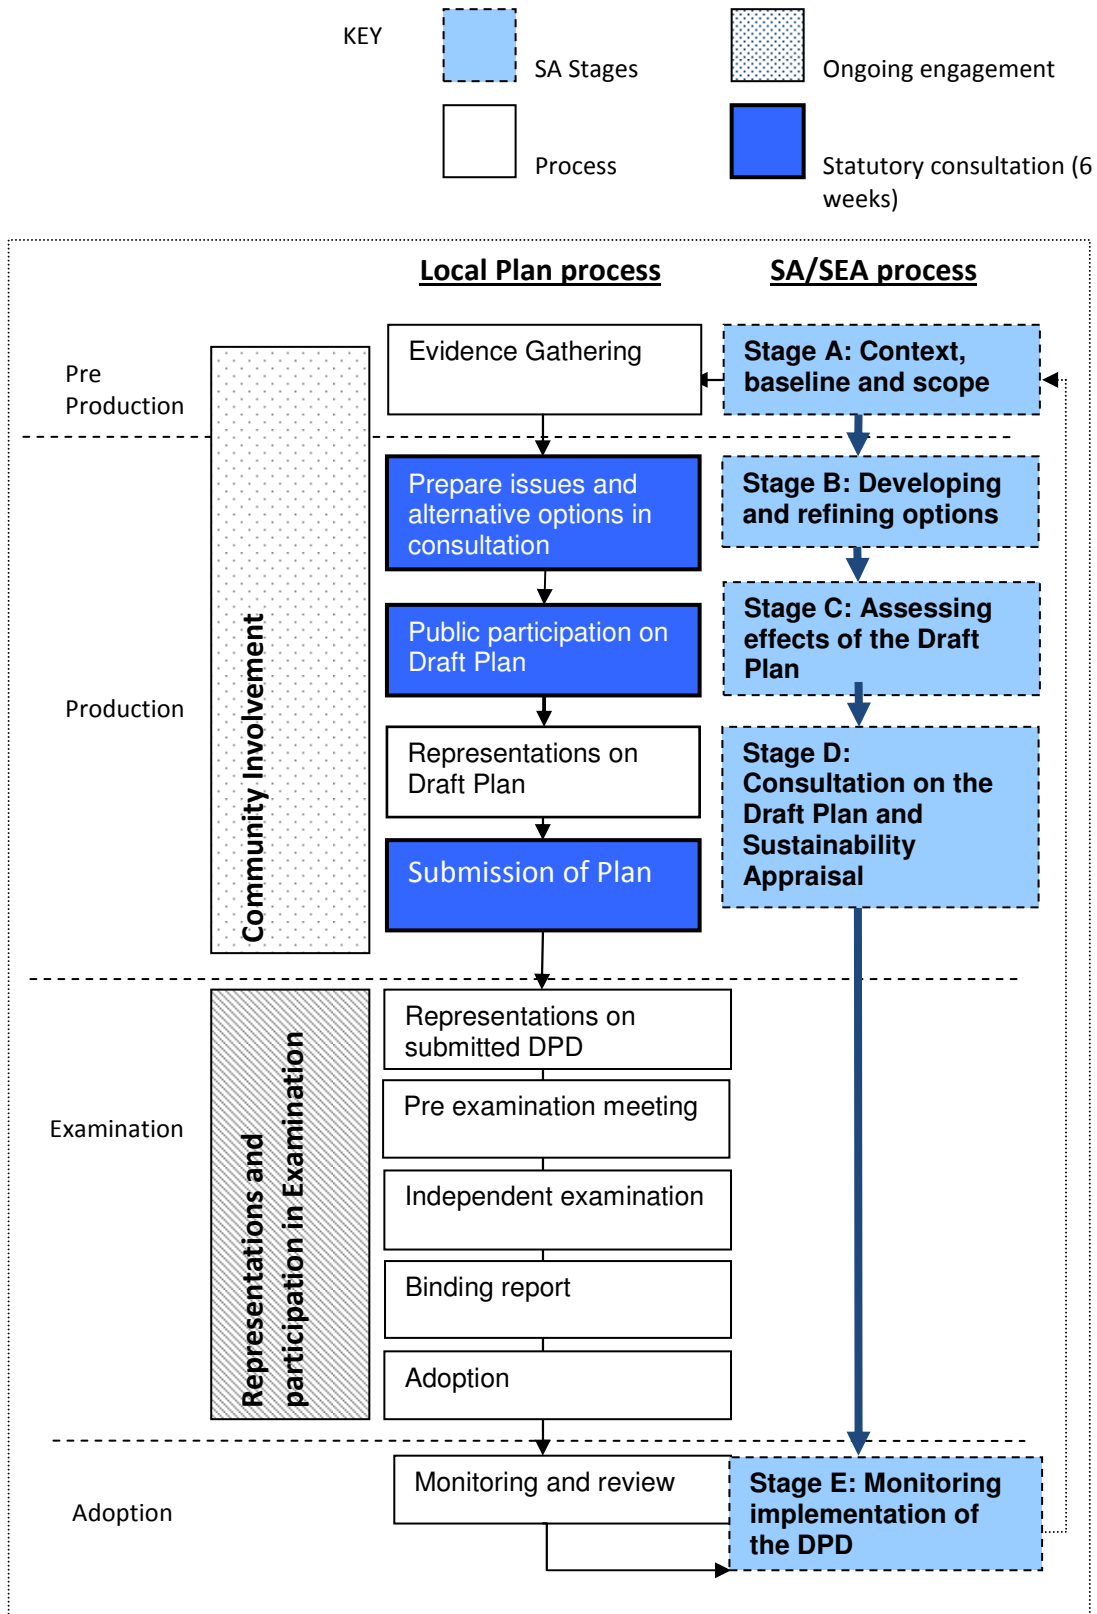 KEY
SA Stages
Ongoing engagement
Process
Statutory consultation (6
weeks)
Local Plan process
SA/SEA process
Pre
Production
Evidence Gathering
Stage A: Context,
baseline and scope
Community Involvement
Production
Prepare issues and
alternative options in
consultation
Stage B: Developing
and refining options
Public participation on
Draft Plan
Stage C: Assessing
effects of the Draft
Plan
Representations on
Draft Plan
Stage D:
Consultation on the
Draft Plan and
Sustainability
Appraisal
Submission of Plan
Examination
Representations and
participation in Examination
Representations on
submitted DPD
Pre examination meeting
Independent examination
Binding report
Adoption
Adoption
Monitoring and review
Stage E: Monitoring
implementation of
the DPD